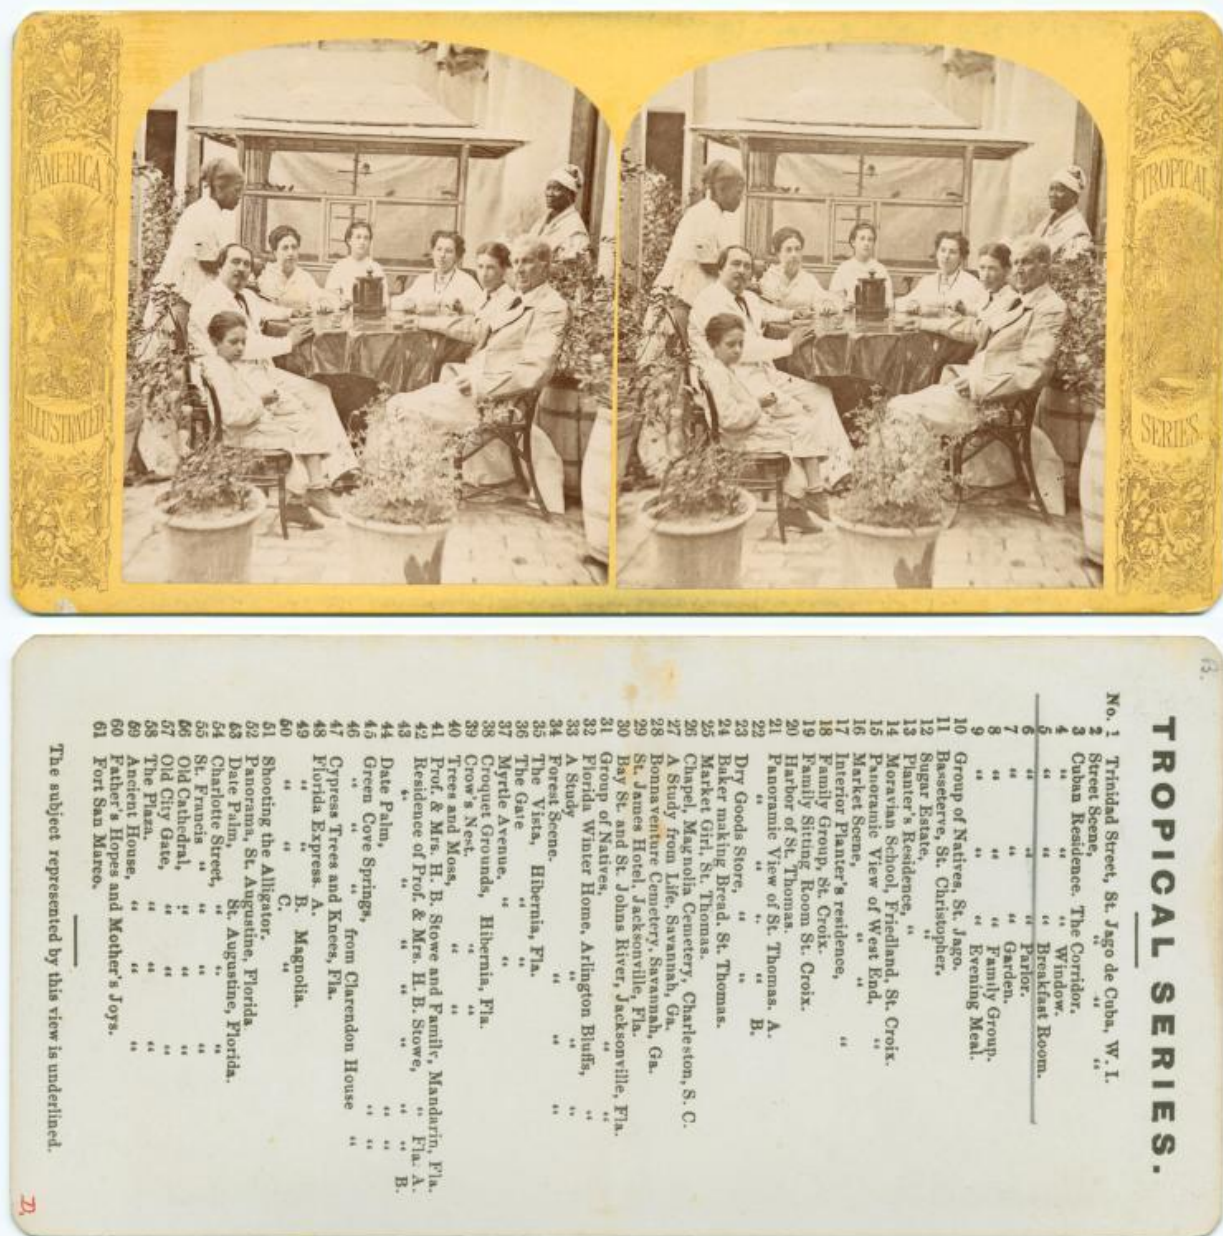 AMERICA
ILLUSTRATED
TROPICAL
SERIES.
B.
TROPICAL SERIES.
No. 1 Trinidad Street, St. Jago de Cuba, W. I.
2 Street Scene, “ “ “
3 Cuban Residence. The Corridor.
4 “ “ Window.
5 “ “ “ Breakfast Room.
6 “ “ “ Parlor.
7 “ “ “ Garden.
8 “ “ “ Family Group.
9 “ “ “ Evening Meal.
10 Group of Natives, St. Jago.
11 Basseterve, St. Christopher.
12 Sugar Estate, “
13 Planter's Residence, “
14 Moravian School, Friedland, St. Croix.
15 Panoramic View of West End, “
16 Market Scene, “ “
17 Interior Planter's residence, “
18 Family Group, St. Croix.
19 Family Sitting Room St. Croix.
20 Harbor of St. Thomas.
21 Panoramic View of St. Thomas. A.
22 “ “ “ “ B.
23 Dry Goods Store, “ “
24 Baker making Bread. St. Thomas.
25 Market Girl, St. Thomas.
26 Chapel, Magnolia Cemetery, Charleston, S. C.
27 A Study from Life, Savannah, Ga.
28 Bonnaventure Cemetery, Savannah, Ga.
29 St. James Hotel, Jacksonville, Fla.
30 Bay St. and St. Johns River, Jacksonville, Fla.
31 Group of Natives, “ “
32 Florida Winter Home, Arlington Bluffs, “
33 A Study “ “
34 Forest Scene. “ “ “
35 The Vista, Hibernia, Fla.
36 The Gate “ “
37 Myrtle Avenue. “ “
38 Croquet Grounds, Hibernia, Fla.
39 Crow's Nest. “ “
40 Trees and Moss, “ “
41 Prof. & Mrs. H. B. Stowe and Family, Mandarin, Fla.
42 Residence of Prof. & Mrs. H. B. Stowe, “ Fla. A.
43 “ “ “ “ “ “ “ B.
44 Date Palm, “ “
45 Green Cove Springs, “ “
46 “ “ “ from Clarendon House “
47 Cypress Trees and Knees, Fla.
48 Florida Express. A.
49 “ “ B. Magnolia.
50 “ “ C. “
51 Shooting the Alligator.
52 Panorama, St. Augustine, Florida
53 Date Palm, St. Augustine, Florida.
54 Charlotte Street, “ “ “
55 St. Francis “ “ “ “
56 Old Cathedral, “ “ “
57 Old City Gate, “ “ “
58 The Plaza. “ “ “
59 Ancient House, “ “ “
60 Father's Hopes and Mother's Joys.
61 Fort San Marco.
The subject represented by this view is underlined.
D.